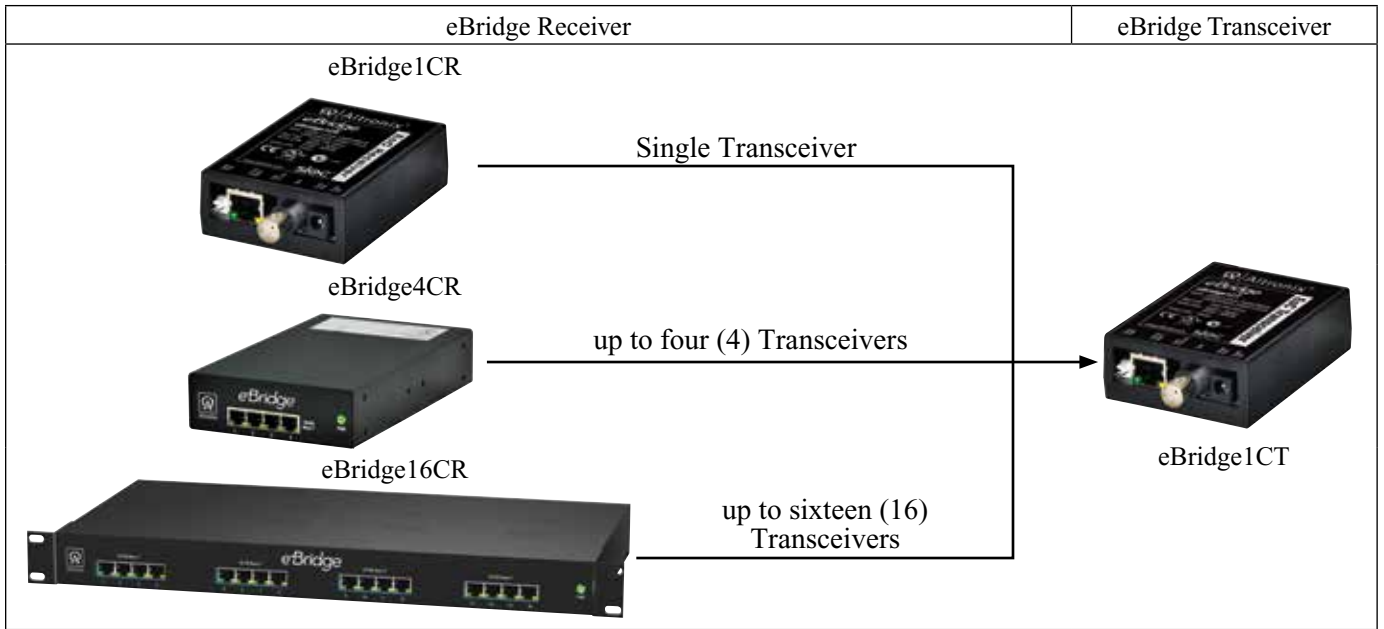 eBridge Receiver
eBridge Transceiver
eBridge1CR
Altronix
eBridge
Single Transceiver
eBridge4CR
eBridge
up to four (4) Transceivers
Altronix
eBridge
eBridge1CT
eBridge16CR
eBridge
up to sixteen (16)
Transceivers